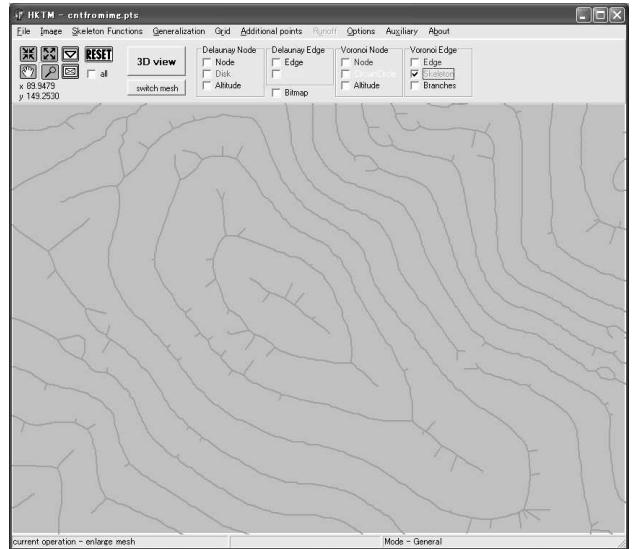 HKTM - cntfromimg.pts
File Image Skeleton Functions Generalization Grid Additional points Runoff Options Auxiliary About
RESET
all
x 89.9479
y 149.2530
3D view
switch mesh
Delaunay Node
Node
Disk
Altitude
Delaunay Edge
Edge
Bitmap
Voronoi Node
Node
CircumCircle
Altitude
Voronoi Edge
Edge
Skeleton
Branches
current operation - enlarge mesh
Mode - General